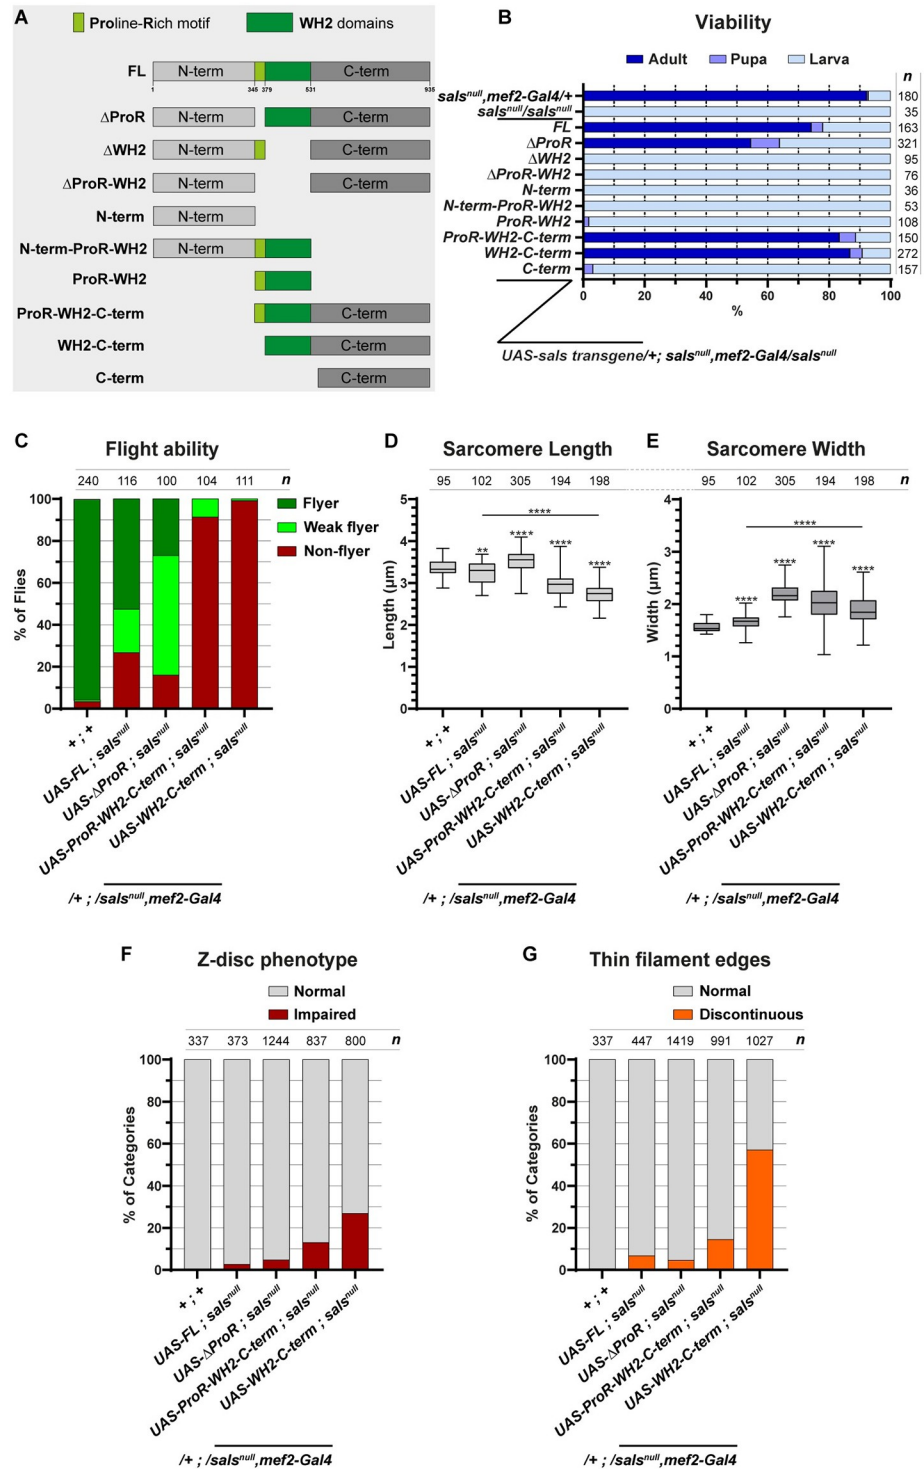 A
Proline-Rich motif WH2 domains
FL N-term C-term
1 345 379 531 935
ΔProR N-term C-term
ΔWH2 N-term C-term
ΔProR-WH2 N-term C-term
N-term N-term
N-term-ProR-WH2 N-term
ProR-WH2
ProR-WH2-C-term C-term
WH2-C-term C-term
C-term C-term
B
Viability
Adult Pupa Larva
n
salsnull,mef2-Gal4/+ 180
salsnull/salsnull 35
FL 163
ΔProR 321
ΔWH2 95
ΔProR-WH2 76
N-term 36
N-term-ProR-WH2 53
ProR-WH2 108
ProR-WH2-C-term 150
WH2-C-term 272
C-term 157
0 20 40 60 80 100
%
UAS-sals transgene/+; salsnull,mef2-Gal4/salsnull
C
Flight ability
240 116 100 104 111 n
Flyer
Weak flyer
Non-flyer
% of Flies
100
80
60
40
20
0
+ ; +
UAS-FL ; salsnull
UAS-ΔProR ; salsnull
UAS-ProR-WH2-C-term ; salsnull
UAS-WH2-C-term ; salsnull
/+ ; /salsnull,mef2-Gal4
D
Sarcomere Length
95 102 305 194 198
Length (µm)
5
4
3
2
1
0
****
** **** **** ****
+ ; +
UAS-FL ; salsnull
UAS-ΔProR ; salsnull
UAS-ProR-WH2-C-term ; salsnull
UAS-WH2-C-term ; salsnull
/+ ; /salsnull,mef2-Gal4
E
Sarcomere Width
95 102 305 194 198 n
Width (µm)
4
3
2
1
0
****
**** **** **** ****
+ ; +
UAS-FL ; salsnull
UAS-ΔProR ; salsnull
UAS-ProR-WH2-C-term ; salsnull
UAS-WH2-C-term ; salsnull
/+ ; /salsnull,mef2-Gal4
F
Z-disc phenotype
Normal
Impaired
337 373 1244 837 800 n
% of Categories
100
80
60
40
20
0
+ ; +
UAS-FL ; salsnull
UAS-ΔProR ; salsnull
UAS-ProR-WH2-C-term ; salsnull
UAS-WH2-C-term ; salsnull
/+ ; /salsnull,mef2-Gal4
G
Thin filament edges
Normal
Discontinuous
337 447 1419 991 1027 n
% of Categories
100
80
60
40
20
0
+ ; +
UAS-FL ; salsnull
UAS-ΔProR ; salsnull
UAS-ProR-WH2-C-term ; salsnull
UAS-WH2-C-term ; salsnull
/+ ; /salsnull,mef2-Gal4